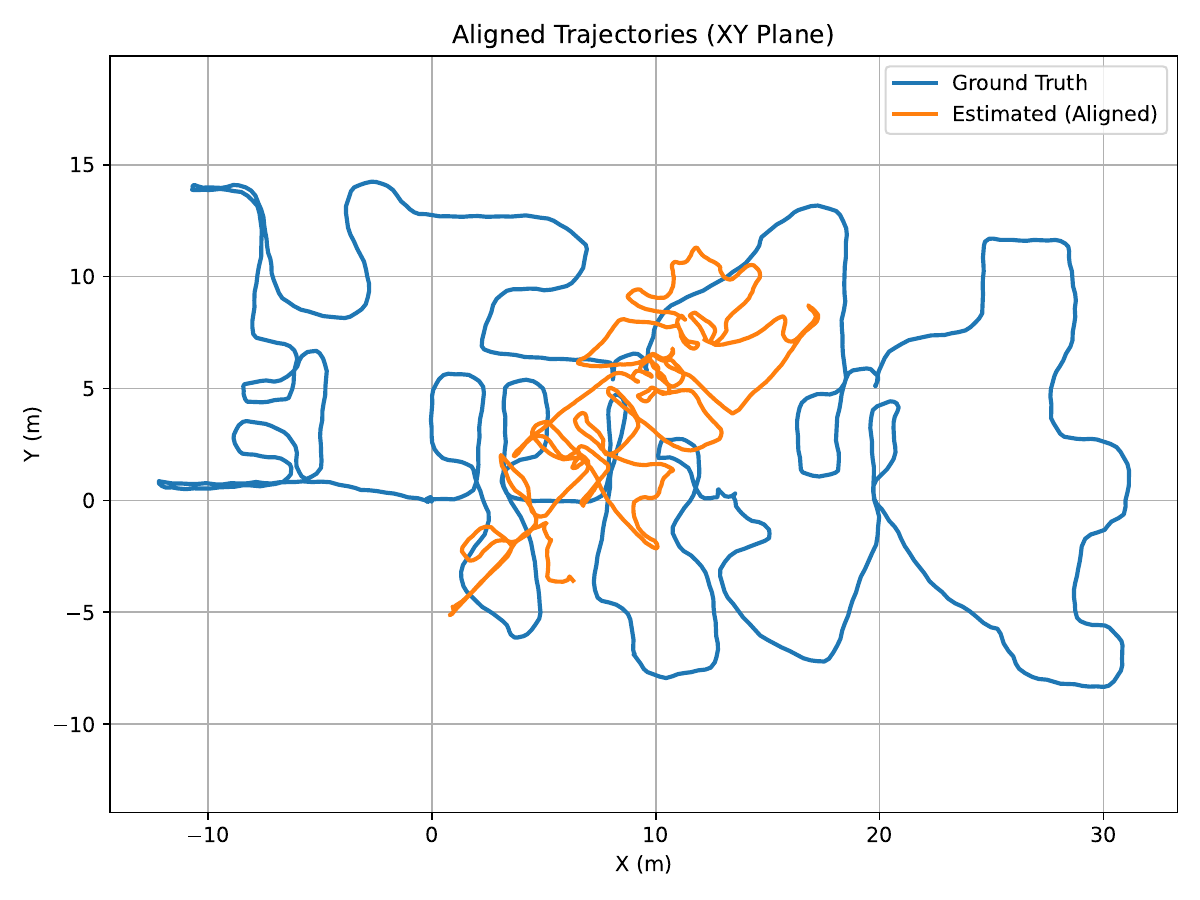 Aligned Trajectories (XY Plane)
Ground Truth
Estimated (Aligned)
15
10
5
0
−5
−10
Y (m)
−10 0 10 20 30
X (m)